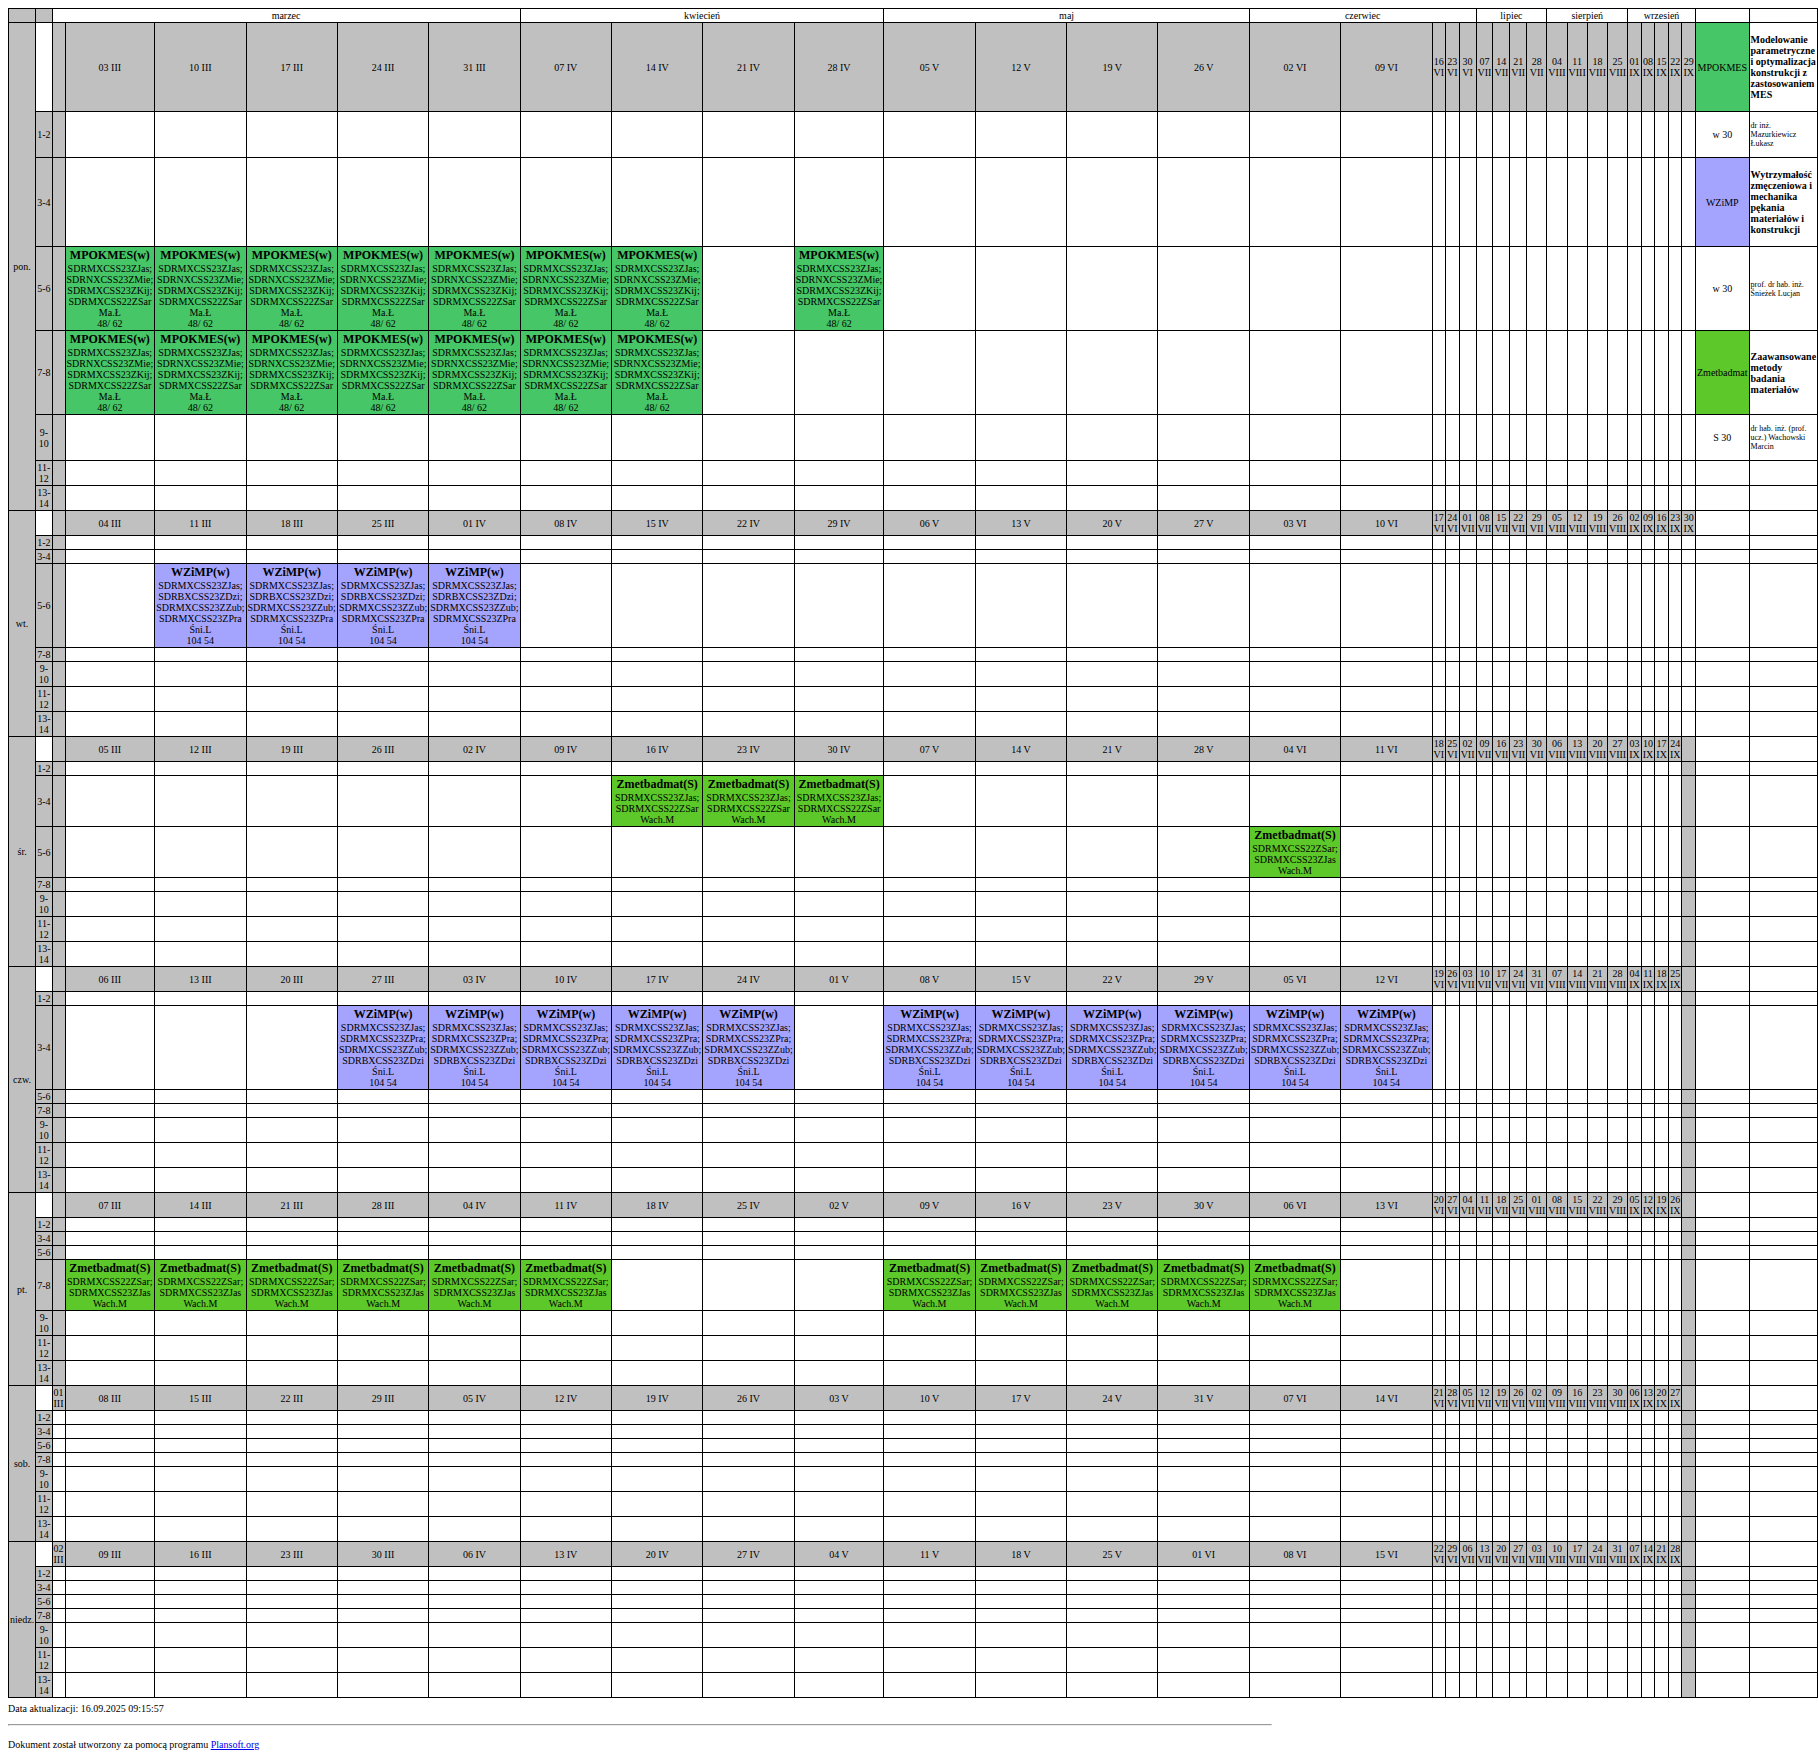 marzec kwiecień maj czerwiec lipiec sierpień wrzesień
pon. 03 III 10 III 17 III 24 III 31 III 07 IV 14 IV 21 IV 28 IV 05 V 12 V 19 V 26 V 02 VI 09 VI 16 VI 23 VI 30 VI 07 VII 14 VII 21 VII 28 VII 04 VIII 11 VIII 18 VIII 25 VIII 01 IX 08 IX 15 IX 22 IX 29 IX MPOKMES Modelowanie parametryczne i optymalizacja konstrukcji z zastosowaniem MES
1-2 w 30 dr inż. Mazurkiewicz Łukasz
3-4 WZiMP Wytrzymałość zmęczeniowa i mechanika pękania materiałów i konstrukcji
5-6 w 30 prof. dr hab. inż. Śnieżek Lucjan
MPOKMES(w) MPOKMES(w) MPOKMES(w) MPOKMES(w) MPOKMES(w) MPOKMES(w) MPOKMES(w) MPOKMES(w)
SDRMXCSS23ZJas; SDRMXCSS23ZJas; SDRMXCSS23ZJas; SDRMXCSS23ZJas; SDRMXCSS23ZJas; SDRMXCSS23ZJas; SDRMXCSS23ZJas; SDRMXCSS23ZJas;
SDRNXCSS23ZMie; SDRNXCSS23ZMie; SDRNXCSS23ZMie; SDRNXCSS23ZMie; SDRNXCSS23ZMie; SDRNXCSS23ZMie; SDRNXCSS23ZMie; SDRNXCSS23ZMie;
SDRMXCSS23ZKij; SDRMXCSS23ZKij; SDRMXCSS23ZKij; SDRMXCSS23ZKij; SDRMXCSS23ZKij; SDRMXCSS23ZKij; SDRMXCSS23ZKij; SDRMXCSS23ZKij;
SDRMXCSS22ZSar SDRMXCSS22ZSar SDRMXCSS22ZSar SDRMXCSS22ZSar SDRMXCSS22ZSar SDRMXCSS22ZSar SDRMXCSS22ZSar SDRMXCSS22ZSar
Ma.Ł Ma.Ł Ma.Ł Ma.Ł Ma.Ł Ma.Ł Ma.Ł Ma.Ł
48/ 62 48/ 62 48/ 62 48/ 62 48/ 62 48/ 62 48/ 62 48/ 62
7-8 Zmetbadmat Zaawansowane metody badania materiałów
MPOKMES(w) MPOKMES(w) MPOKMES(w) MPOKMES(w) MPOKMES(w) MPOKMES(w) MPOKMES(w)
SDRMXCSS23ZJas; SDRMXCSS23ZJas; SDRMXCSS23ZJas; SDRMXCSS23ZJas; SDRMXCSS23ZJas; SDRMXCSS23ZJas; SDRMXCSS23ZJas;
SDRNXCSS23ZMie; SDRNXCSS23ZMie; SDRNXCSS23ZMie; SDRNXCSS23ZMie; SDRNXCSS23ZMie; SDRNXCSS23ZMie; SDRNXCSS23ZMie;
SDRMXCSS23ZKij; SDRMXCSS23ZKij; SDRMXCSS23ZKij; SDRMXCSS23ZKij; SDRMXCSS23ZKij; SDRMXCSS23ZKij; SDRMXCSS23ZKij;
SDRMXCSS22ZSar SDRMXCSS22ZSar SDRMXCSS22ZSar SDRMXCSS22ZSar SDRMXCSS22ZSar SDRMXCSS22ZSar SDRMXCSS22ZSar
Ma.Ł Ma.Ł Ma.Ł Ma.Ł Ma.Ł Ma.Ł Ma.Ł
48/ 62 48/ 62 48/ 62 48/ 62 48/ 62 48/ 62 48/ 62
9-10 S 30 dr hab. inż. (prof. ucz.) Wachowski Marcin
11-12
13-14
wt. 04 III 11 III 18 III 25 III 01 IV 08 IV 15 IV 22 IV 29 IV 06 V 13 V 20 V 27 V 03 VI 10 VI 17 VI 24 VI 01 VII 08 VII 15 VII 22 VII 29 VII 05 VIII 12 VIII 19 VIII 26 VIII 02 IX 09 IX 16 IX 23 IX 30 IX
1-2
3-4
5-6
WZiMP(w) WZiMP(w) WZiMP(w) WZiMP(w)
SDRMXCSS23ZJas; SDRMXCSS23ZJas; SDRMXCSS23ZJas; SDRMXCSS23ZJas;
SDRBXCSS23ZDzi; SDRBXCSS23ZDzi; SDRBXCSS23ZDzi; SDRBXCSS23ZDzi;
SDRMXCSS23ZZub; SDRMXCSS23ZZub; SDRMXCSS23ZZub; SDRMXCSS23ZZub;
SDRMXCSS23ZPra SDRMXCSS23ZPra SDRMXCSS23ZPra SDRMXCSS23ZPra
Śni.L Śni.L Śni.L Śni.L
104 54 104 54 104 54 104 54
7-8
9-10
11-12
13-14
śr. 05 III 12 III 19 III 26 III 02 IV 09 IV 16 IV 23 IV 30 IV 07 V 14 V 21 V 28 V 04 VI 11 VI 18 VI 25 VI 02 VII 09 VII 16 VII 23 VII 30 VII 06 VIII 13 VIII 20 VIII 27 VIII 03 IX 10 IX 17 IX 24 IX
1-2
3-4
Zmetbadmat(S) Zmetbadmat(S) Zmetbadmat(S)
SDRMXCSS23ZJas; SDRMXCSS23ZJas; SDRMXCSS23ZJas;
SDRMXCSS22ZSar SDRMXCSS22ZSar SDRMXCSS22ZSar
Wach.M Wach.M Wach.M
5-6
Zmetbadmat(S)
SDRMXCSS22ZSar;
SDRMXCSS23ZJas
Wach.M
7-8
9-10
11-12
13-14
czw. 06 III 13 III 20 III 27 III 03 IV 10 IV 17 IV 24 IV 01 V 08 V 15 V 22 V 29 V 05 VI 12 VI 19 VI 26 VI 03 VII 10 VII 17 VII 24 VII 31 VII 07 VIII 14 VIII 21 VIII 28 VIII 04 IX 11 IX 18 IX 25 IX
1-2
3-4
WZiMP(w) WZiMP(w) WZiMP(w) WZiMP(w) WZiMP(w) WZiMP(w) WZiMP(w) WZiMP(w) WZiMP(w) WZiMP(w) WZiMP(w)
SDRMXCSS23ZJas; SDRMXCSS23ZJas; SDRMXCSS23ZJas; SDRMXCSS23ZJas; SDRMXCSS23ZJas; SDRMXCSS23ZJas; SDRMXCSS23ZJas; SDRMXCSS23ZJas; SDRMXCSS23ZJas; SDRMXCSS23ZJas; SDRMXCSS23ZJas;
SDRMXCSS23ZPra; SDRMXCSS23ZPra; SDRMXCSS23ZPra; SDRMXCSS23ZPra; SDRMXCSS23ZPra; SDRMXCSS23ZPra; SDRMXCSS23ZPra; SDRMXCSS23ZPra; SDRMXCSS23ZPra; SDRMXCSS23ZPra; SDRMXCSS23ZPra;
SDRMXCSS23ZZub; SDRMXCSS23ZZub; SDRMXCSS23ZZub; SDRMXCSS23ZZub; SDRMXCSS23ZZub; SDRMXCSS23ZZub; SDRMXCSS23ZZub; SDRMXCSS23ZZub; SDRMXCSS23ZZub; SDRMXCSS23ZZub; SDRMXCSS23ZZub;
SDRBXCSS23ZDzi SDRBXCSS23ZDzi SDRBXCSS23ZDzi SDRBXCSS23ZDzi SDRBXCSS23ZDzi SDRBXCSS23ZDzi SDRBXCSS23ZDzi SDRBXCSS23ZDzi SDRBXCSS23ZDzi SDRBXCSS23ZDzi SDRBXCSS23ZDzi
Śni.L Śni.L Śni.L Śni.L Śni.L Śni.L Śni.L Śni.L Śni.L Śni.L Śni.L
104 54 104 54 104 54 104 54 104 54 104 54 104 54 104 54 104 54 104 54 104 54
5-6
7-8
9-10
11-12
13-14
pt. 07 III 14 III 21 III 28 III 04 IV 11 IV 18 IV 25 IV 02 V 09 V 16 V 23 V 30 V 06 VI 13 VI 20 VI 27 VI 04 VII 11 VII 18 VII 25 VII 01 VIII 08 VIII 15 VIII 22 VIII 29 VIII 05 IX 12 IX 19 IX 26 IX
1-2
3-4
5-6
7-8
Zmetbadmat(S) Zmetbadmat(S) Zmetbadmat(S) Zmetbadmat(S) Zmetbadmat(S) Zmetbadmat(S) Zmetbadmat(S) Zmetbadmat(S) Zmetbadmat(S) Zmetbadmat(S) Zmetbadmat(S)
SDRMXCSS22ZSar; SDRMXCSS22ZSar; SDRMXCSS22ZSar; SDRMXCSS22ZSar; SDRMXCSS22ZSar; SDRMXCSS22ZSar; SDRMXCSS22ZSar; SDRMXCSS22ZSar; SDRMXCSS22ZSar; SDRMXCSS22ZSar; SDRMXCSS22ZSar;
SDRMXCSS23ZJas SDRMXCSS23ZJas SDRMXCSS23ZJas SDRMXCSS23ZJas SDRMXCSS23ZJas SDRMXCSS23ZJas SDRMXCSS23ZJas SDRMXCSS23ZJas SDRMXCSS23ZJas SDRMXCSS23ZJas SDRMXCSS23ZJas
Wach.M Wach.M Wach.M Wach.M Wach.M Wach.M Wach.M Wach.M Wach.M Wach.M Wach.M
9-10
11-12
13-14
sob. 01 III 08 III 15 III 22 III 29 III 05 IV 12 IV 19 IV 26 IV 03 V 10 V 17 V 24 V 31 V 07 VI 14 VI 21 VI 28 VI 05 VII 12 VII 19 VII 26 VII 02 VIII 09 VIII 16 VIII 23 VIII 30 VIII 06 IX 13 IX 20 IX 27 IX
1-2
3-4
5-6
7-8
9-10
11-12
13-14
niedz. 02 III 09 III 16 III 23 III 30 III 06 IV 13 IV 20 IV 27 IV 04 V 11 V 18 V 25 V 01 VI 08 VI 15 VI 22 VI 29 VI 06 VII 13 VII 20 VII 27 VII 03 VIII 10 VIII 17 VIII 24 VIII 31 VIII 07 IX 14 IX 21 IX 28 IX
1-2
3-4
5-6
7-8
9-10
11-12
13-14
Data aktualizacji: 16.09.2025 09:15:57
Dokument został utworzony za pomocą programu Plansoft.org